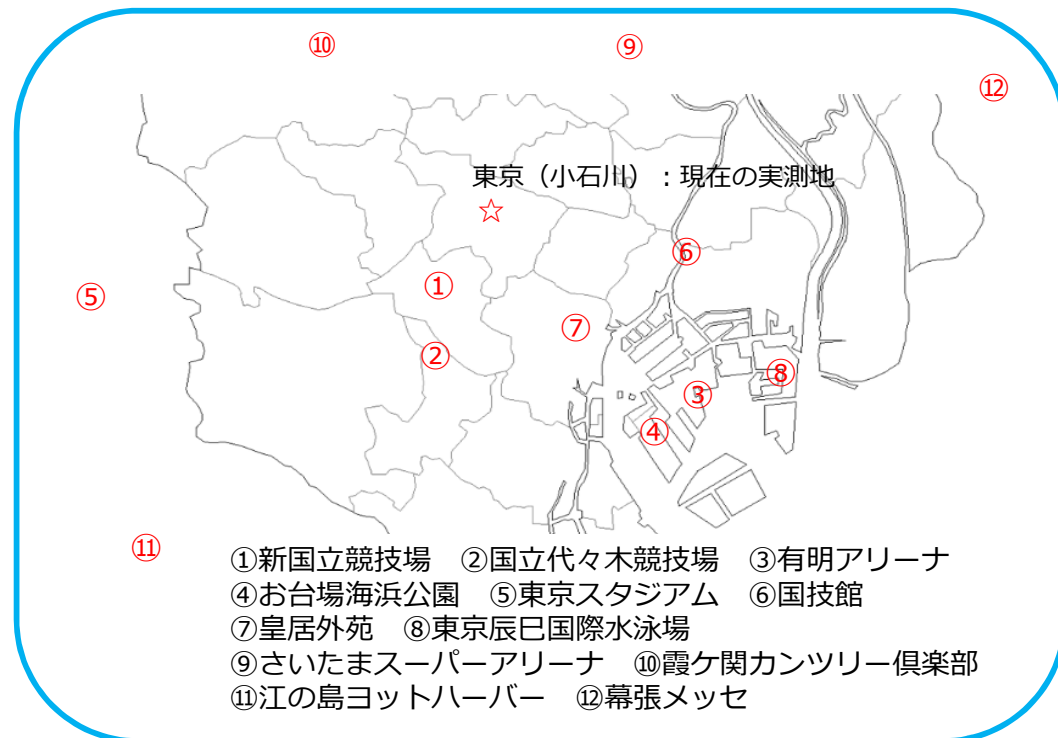 ⑩
⑨
⑫
東京（小石川）：現在の実測地
☆
⑥
①
⑤
⑦
②
⑧
③
④
⑪
①新国立競技場　②国立代々木競技場　③有明アリーナ
④お台場海浜公園　⑤東京スタジアム　⑥国技館
⑦皇居外苑　⑧東京辰巳国際水泳場
⑨さいたまスーパーアリーナ　⑩霞ケ関カンツリー倶楽部
⑪江の島ヨットハーバー　⑫幕張メッセ